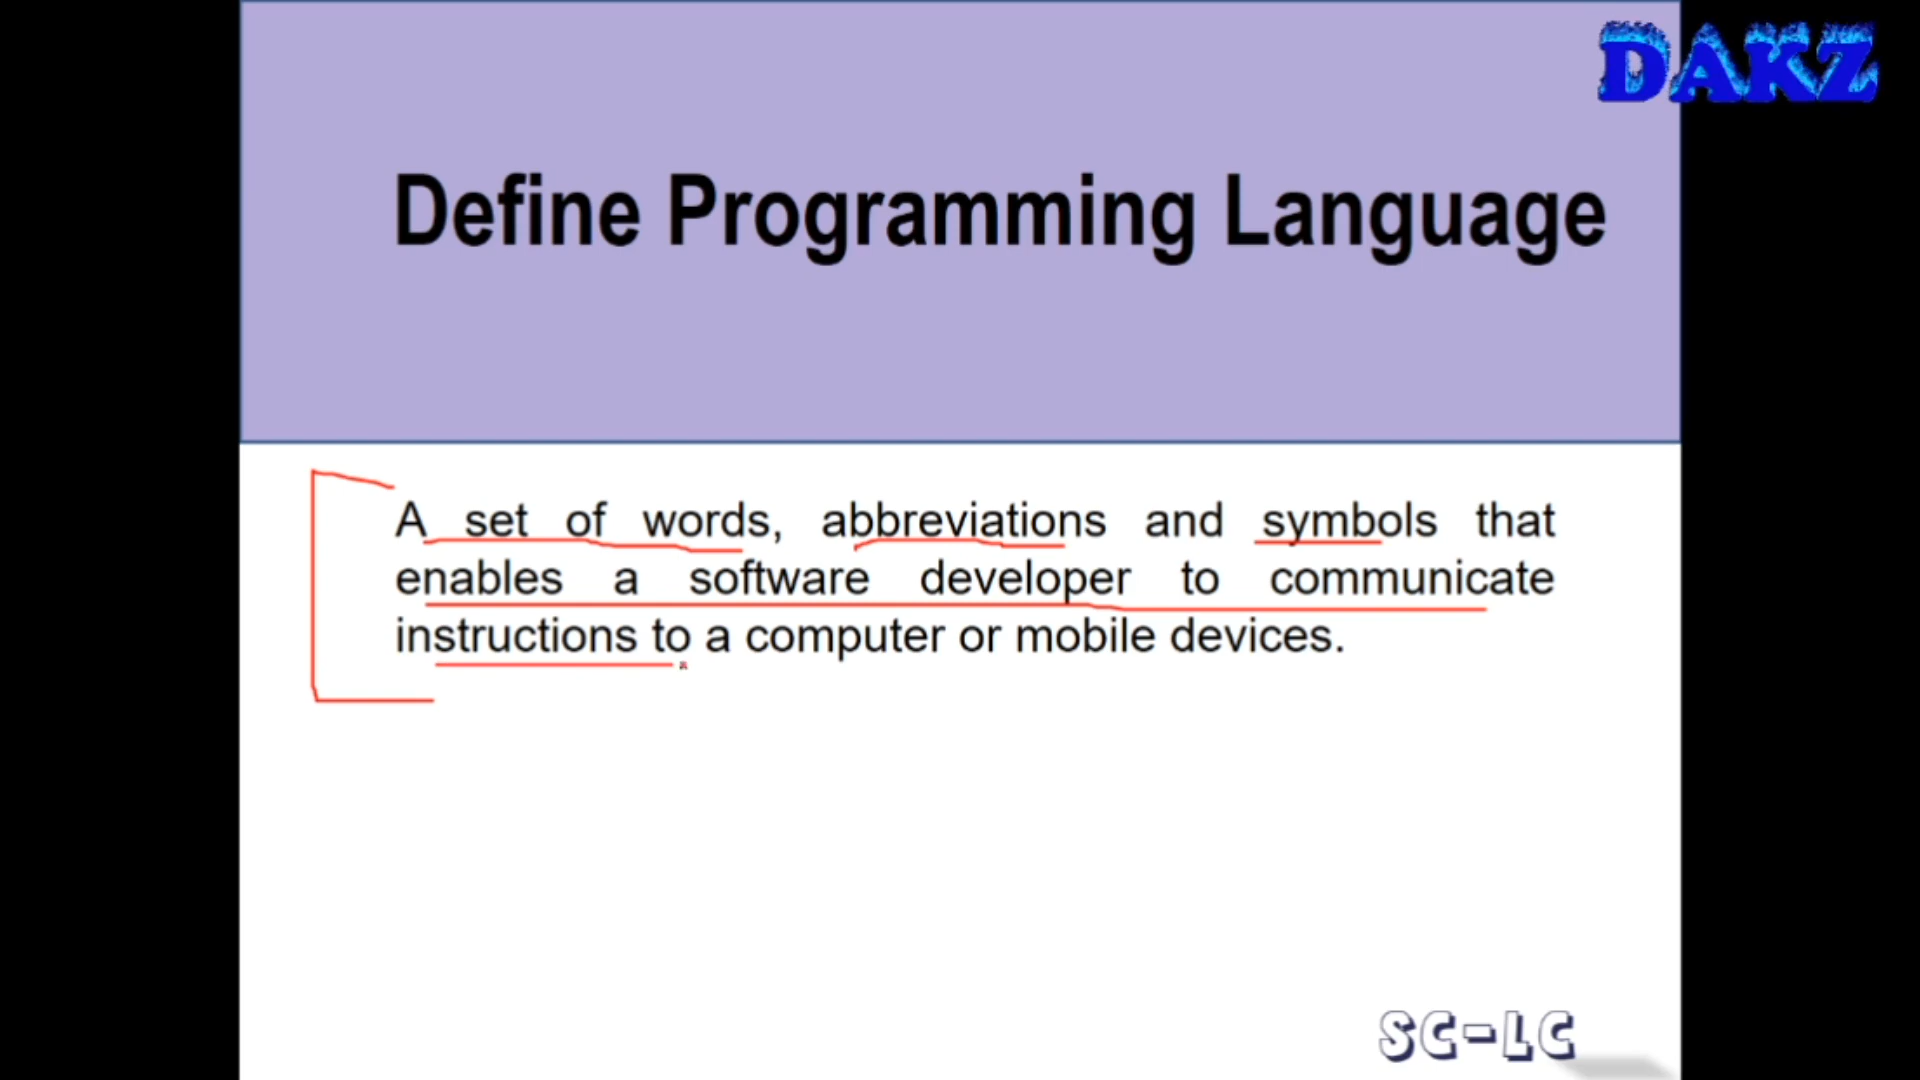 DAKZ
Define Programming Language
A set of words, abbreviations and symbols that
enables a software developer to communicate
instructions to a computer or mobile devices.
SC-LC